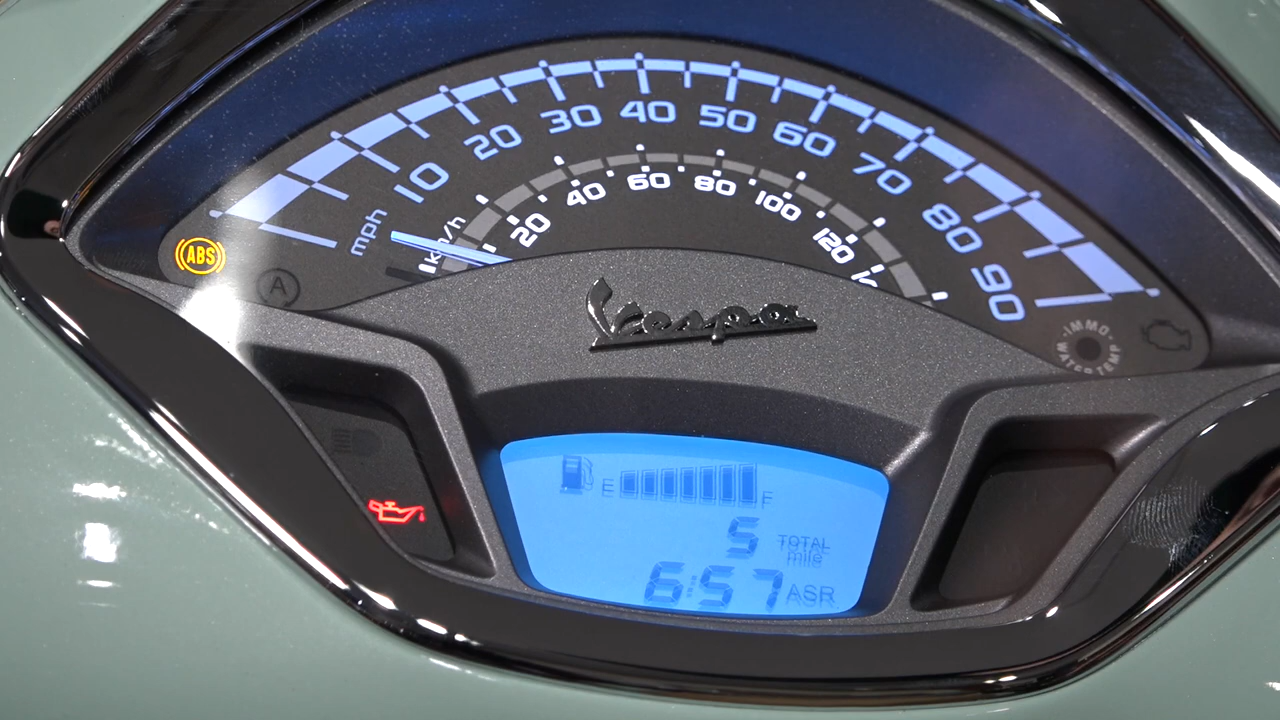 10 20 30 40 50 60 70 80 90
mph
km/h
20 40 60 80 100 120
ABS
A
Vespa
IMMO.
WATER TEMP
E F
5 TOTAL mile
6:57 ASR